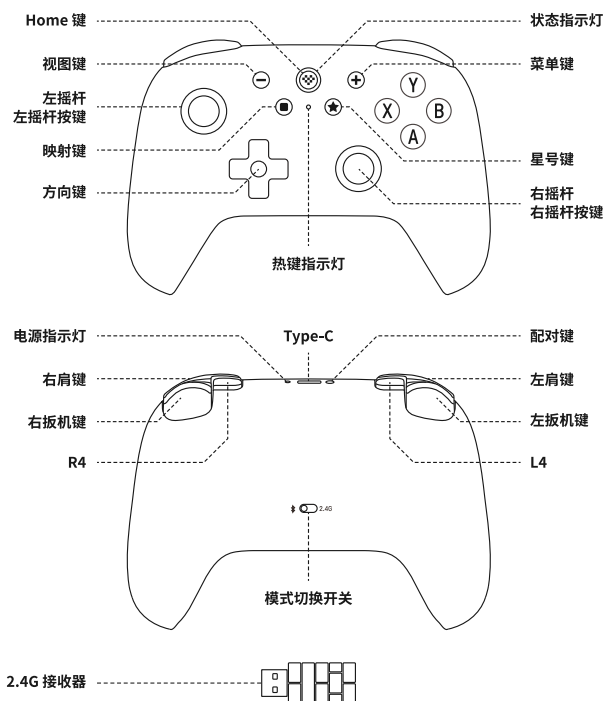 Home 键
状态指示灯
视图键
菜单键
左摇杆
左摇杆按键
Y
X
B
A
映射键
星号键
方向键
右摇杆
右摇杆按键
热键指示灯
电源指示灯
Type-C
配对键
右肩键
左肩键
右扳机键
左扳机键
R4
L4
2.4G
模式切换开关
2.4G 接收器